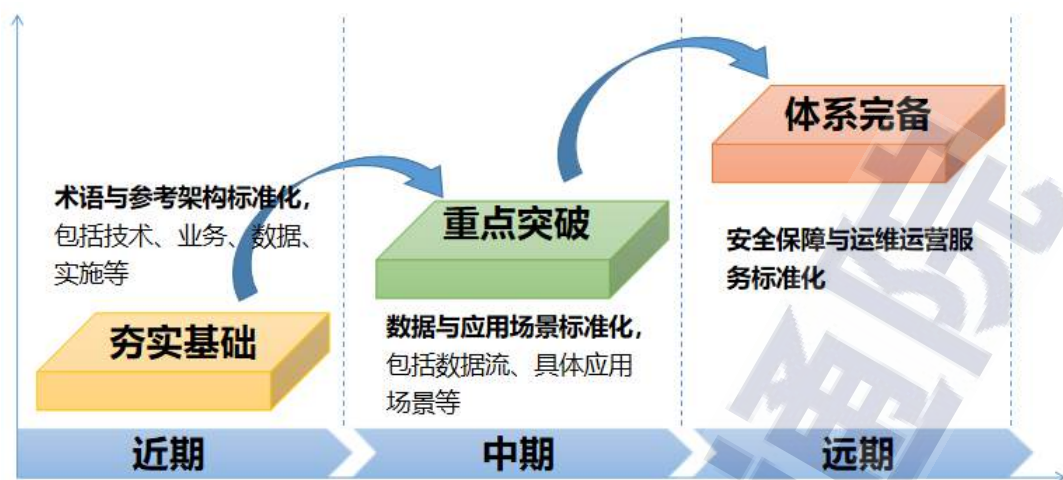 体系完备
术语与参考架构标准化，
包括技术、业务、数据、
实施等
重点突破
安全保障与运维运营服
务标准化
夯实基础
数据与应用场景标准化，
包括数据流、具体应用
场景等
近期
中期
远期
通院